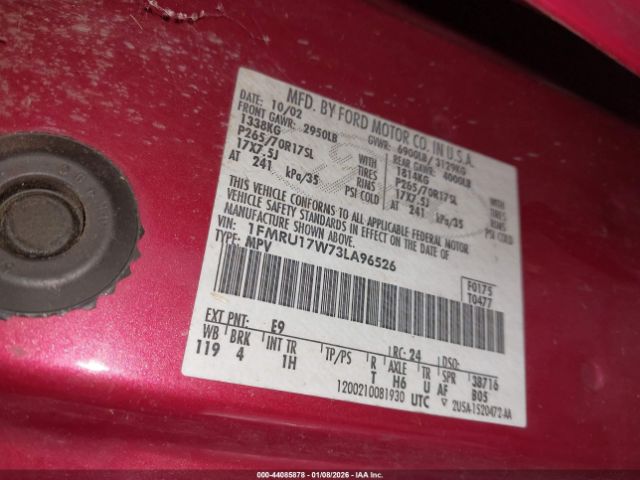 MFD. BY FORD MOTOR CO. IN U.S.A.
DATE: 10/02 GVWR: 6900LB/ 3129KG
FRONT GAWR: 2950LB REAR GAWR: 4000LB
1338KG WITH 1814KG WITH
P265/70R17SL TIRES P265/70R17SL TIRES
17X7.5J RIMS 17X7.5J RIMS
AT 241 kPa/35 PSI COLD AT 241 kPa/35 PSI COLD
THIS VEHICLE CONFORMS TO ALL APPLICABLE FEDERAL MOTOR
VEHICLE SAFETY STANDARDS IN EFFECT ON THE DATE OF
MANUFACTURE SHOWN ABOVE.
VIN: 1FMRU17W73LA96526
TYPE: MPV
F0175
T0477
EXT PNT: E9 RC: 24 DSO:
WB BRK INT TR TP/PS R AXLE TR SPR 38716
119 4 1H T H6 U AF B05
1200210081930 UTC ▽ 2U5A-1520472-AA
000-44085878 - 01/08/2026 - IAA Inc.